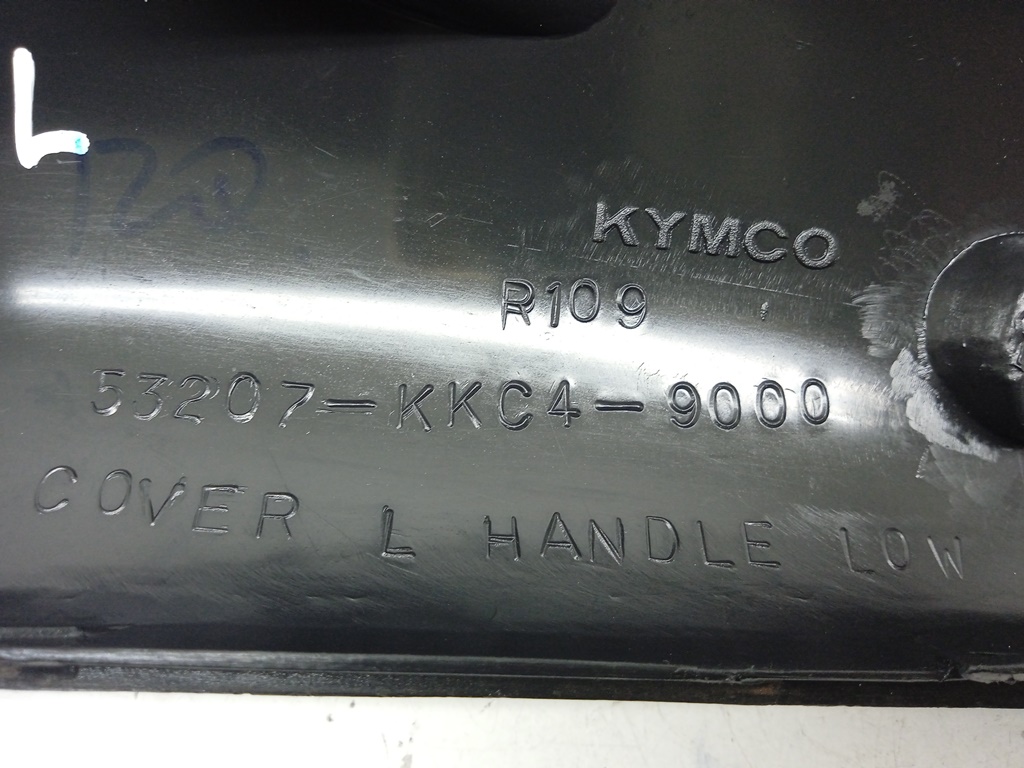 L
KYMCO
R109
53207-KKC4-9000
COVER L HANDLE LOW